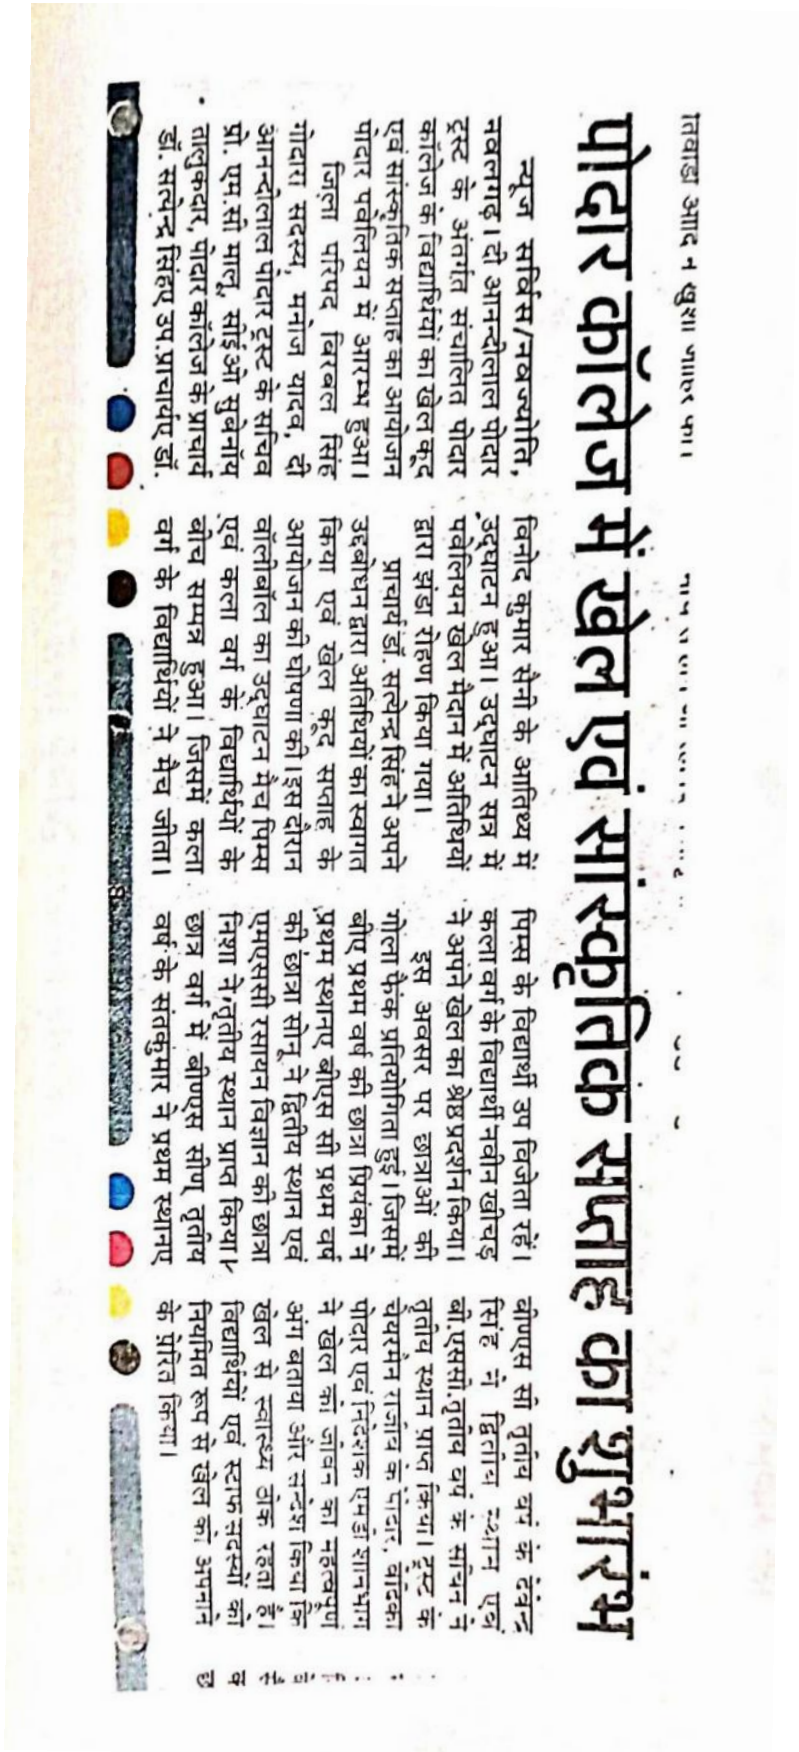 पोदार कॉलेज में खेल एवं सांस्कृतिक सप्ताह का शुभारंभ
न्यूज सर्विस/नवज्योति,
नवलगढ़। दी आनन्दीलाल पोदार
ट्रस्ट के अंतर्गत संचालित पोदार
कॉलेज के विद्यार्थियों का खेल कूद
एवं सांस्कृतिक सप्ताह का आयोजन
पोदार पवेलियन में आरम्भ हुआ।
जिला परिषद बिरबल सिंह
गोदारा सदस्य, मनोज यादव, दी
आनन्दीलाल पोदार ट्रस्ट के सचिव
प्रो. एम.सी मालू, सीईओ सुबेनॉय
तालुकदार, पोदार कॉलेज के प्राचार्य
डॉ. सत्येन्द्र सिंहए उप प्राचार्यए डॉ.
विनोद कुमार सैनी के आतिथ्य में
उद्घाटन हुआ। उद्घाटन सत्र में
पवेलियन खेल मैदान में अतिथियों
द्वारा झंडा रोहण किया गया।
प्राचार्य डॉ. सत्येन्द्र सिंह ने अपने
उद्बोधन द्वारा अतिथियों का स्वागत
किया एवं खेल कूद सप्ताह के
आयोजन की घोषणा की। इस दौरान
वॉलीबॉल का उद्घाटन मैच पिम्स
एवं कला वर्ग के विद्यार्थियों के
बीच सम्पन्न हुआ। जिसमें कला
वर्ग के विद्यार्थियों ने मैच जीता।
पिम्स के विद्यार्थी उप विजेता रहें।
कला वर्ग के विद्यार्थी नवीन खीचड़
ने अपने खेल का श्रेष्ठ प्रदर्शन किया।
इस अवसर पर छात्राओं की
गोला फैंक प्रतियोगिता हुई। जिसमें
बीए प्रथम वर्ष की छात्रा प्रियंका ने
प्रथम स्थानए बीएस सी प्रथम वर्ष
की छात्रा सोनू ने द्वितीय स्थान एवं
एमएससी रसायन विज्ञान की छात्रा
निशा ने तृतीय स्थान प्राप्त किया।
छात्र वर्ग में बीएस सीए तृतीय
वर्ष के संतकुमार ने प्रथम स्थानए
बीएस सी तृतीय वर्ष के देवेन्द्र
सिंह ने द्वितीय स्थान एवं
बी.एससी.तृतीय वर्ष के सचिन ने
तृतीय स्थान प्राप्त किया। ट्रस्ट के
चेयरमैन राजीव के पोदार, वेदिका
पोदार एवं निदेशक एमडी शानभाग
ने खेल को जीवन का महत्वपूर्ण
अंग बताया और सन्देश किया कि
खेल से स्वास्थ्य ठीक रहता है।
विद्यार्थियों एवं स्टाफ सदस्यों को
नियमित रूप से खेल को अपनाने
के प्रेरित किया।